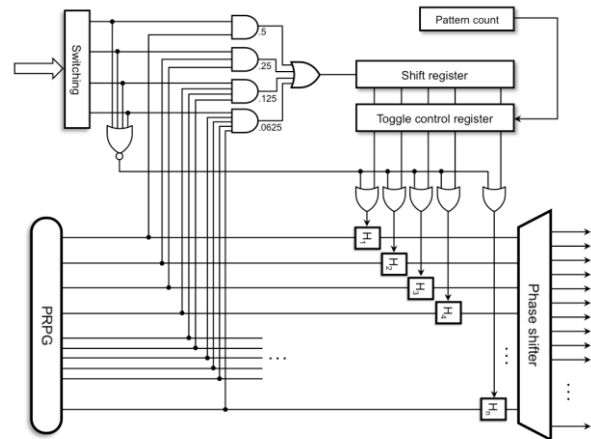 Switching
.5
.25
.125
.0625
Pattern count
Shift register
Toggle control register
PRPG
H1
H2
H3
H4
Hn
Phase shifter
...
...
...